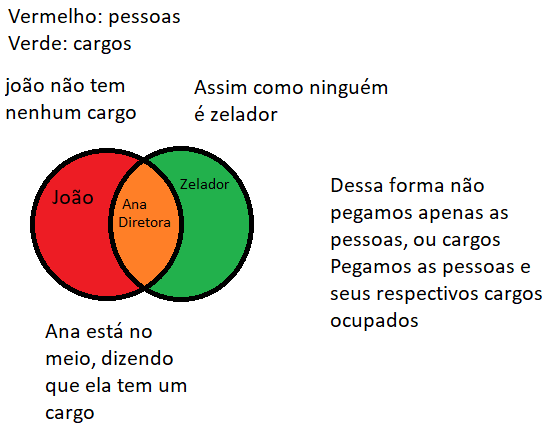 Vermelho: pessoas
Verde: cargos
joão não tem
nenhum cargo
Assim como ninguém
é zelador
João
Ana
Diretora
Zelador
Dessa forma não
pegamos apenas as
pessoas, ou cargos
Pegamos as pessoas e
seus respectivos cargos
ocupados
Ana está no
meio, dizendo
que ela tem um
cargo